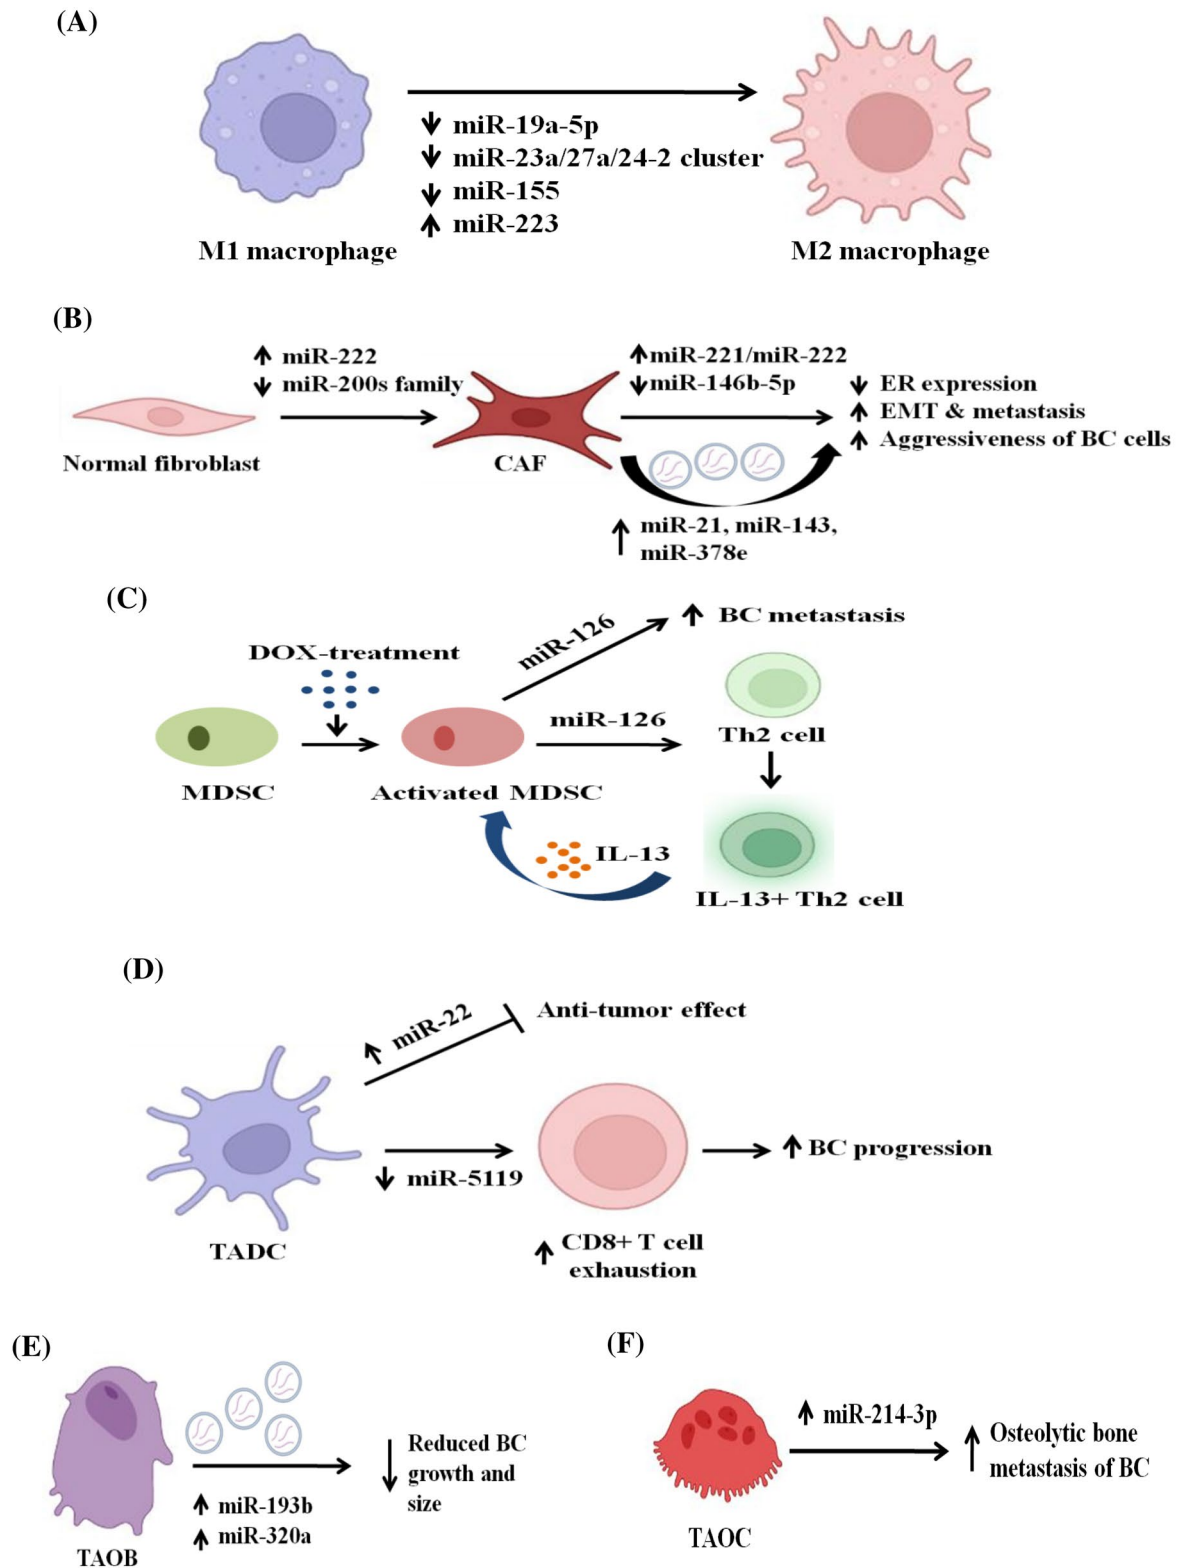 (A)
↓ miR-19a-5p
↓ miR-23a/27a/24-2 cluster
↓ miR-155
↑ miR-223
M1 macrophage
M2 macrophage
(B)
↑ miR-222
↓ miR-200s family
Normal fibroblast
CAF
↑ miR-221/miR-222
↓ miR-146b-5p
↓ ER expression
↑ EMT & metastasis
↑ Aggressiveness of BC cells
↑ miR-21, miR-143,
miR-378e
(C)
DOX-treatment
MDSC
Activated MDSC
miR-126
↑ BC metastasis
miR-126
Th2 cell
IL-13
IL-13+ Th2 cell
(D)
↑ miR-22
Anti-tumor effect
TADC
↓ miR-5119
↑ CD8+ T cell
exhaustion
↑ BC progression
(E)
TAOB
↑ miR-193b
↑ miR-320a
↓ Reduced BC
growth and
size
(F)
TAOC
↑ miR-214-3p
↑ Osteolytic bone
metastasis of BC